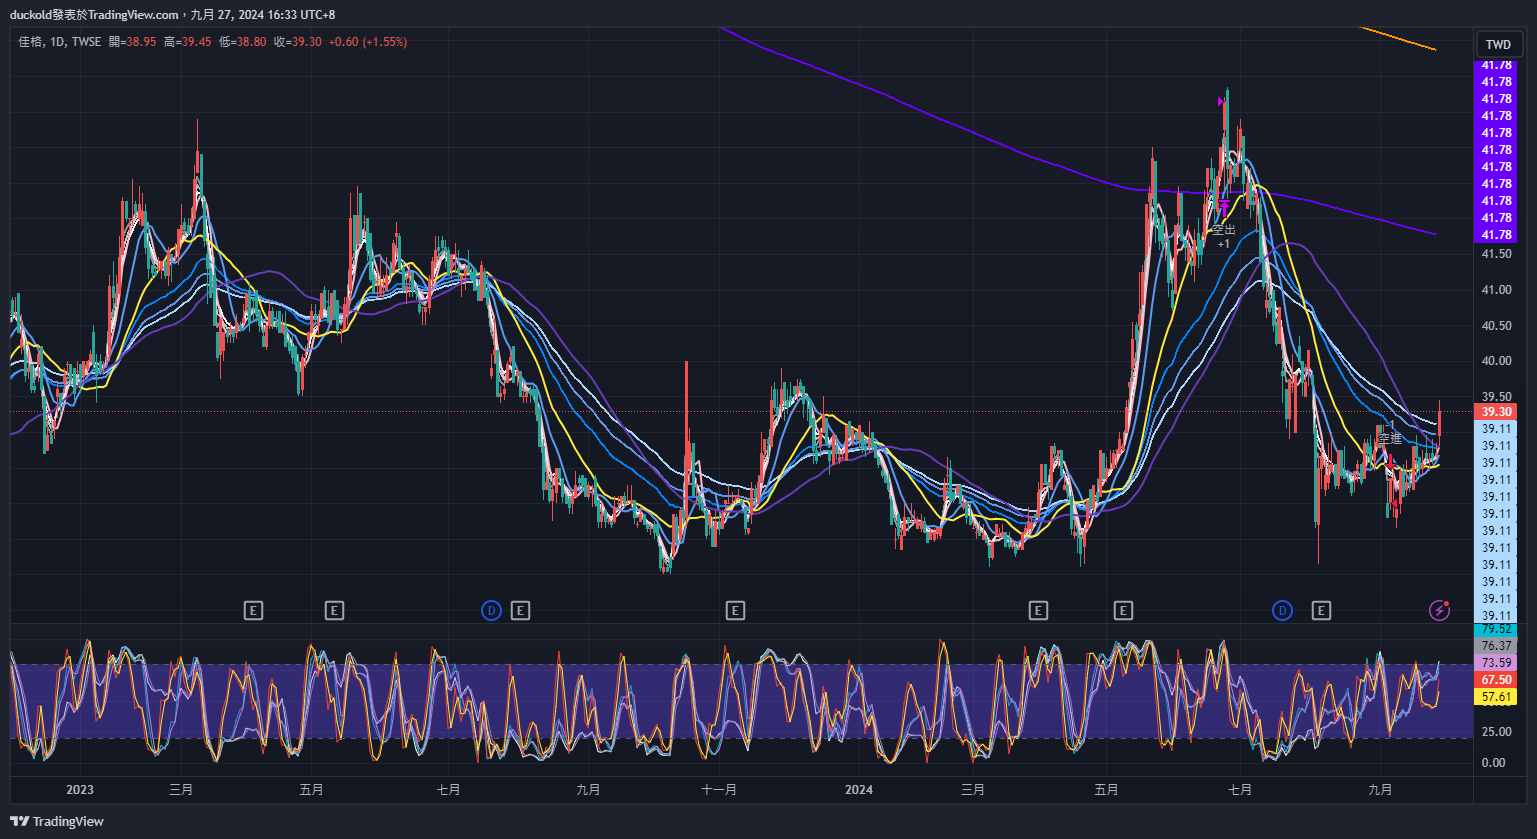 duckold發表於TradingView.com，九月 27, 2024 16:33 UTC+8
佳格, 1D, TWSE 開=38.95 高=39.45 低=38.80 收=39.30 +0.60 (+1.55%)
TWD
41.78
41.78
41.78
41.78
41.78
41.78
41.78
41.78
41.78
41.78
41.78
41.50
41.00
40.50
40.00
39.50
39.30
39.11
39.11
39.11
39.11
39.11
39.11
39.11
39.11
39.11
39.11
39.11
39.11
空出
+1
-1
空進
E
E
D
E
E
E
E
D
E
79.52
76.37
73.59
67.50
57.61
25.00
0.00
2023 三月 五月 七月 九月 十一月 2024 三月 五月 七月 九月
TradingView